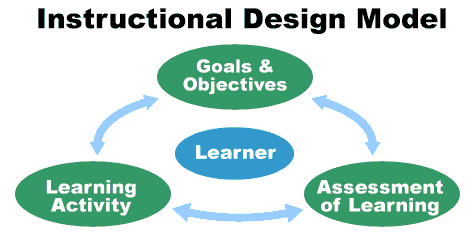 Instructional Design Model
Goals &
Objectives
Learner
Learning
Activity
Assessment
of Learning